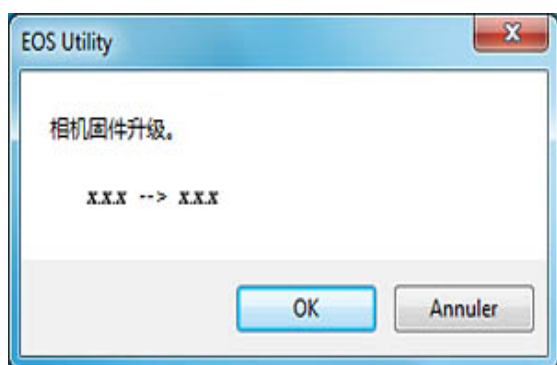 EOS Utility
相机固件升级。
x.x.x --> x.x.x
OK
Annuler